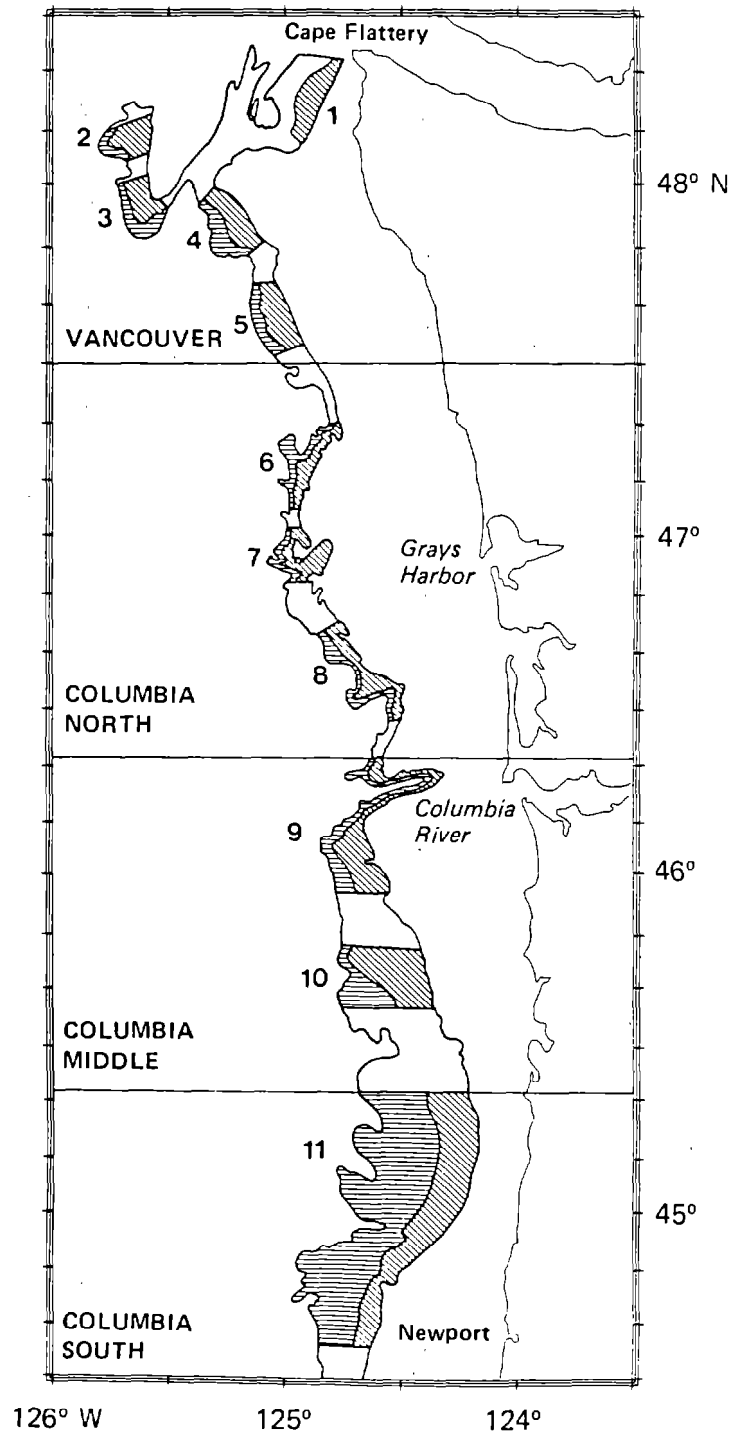 Cape Flattery
1
2
48° N
3
4
5
VANCOUVER
6
47°
7
Grays
Harbor
8
COLUMBIA
NORTH
Columbia
River
9
46°
10
COLUMBIA
MIDDLE
11
45°
COLUMBIA
SOUTH
Newport
126° W
125°
124°